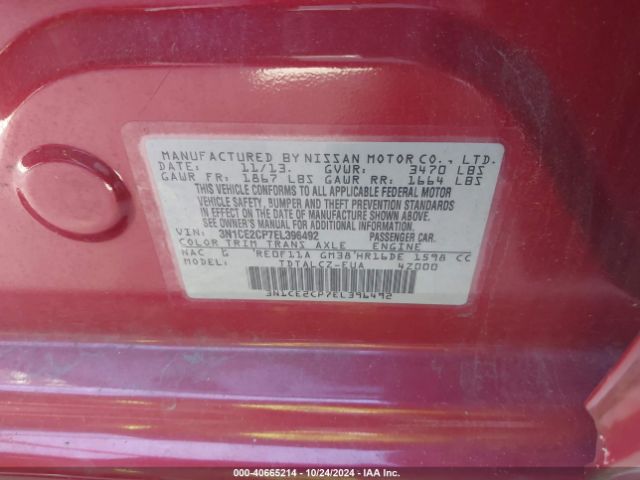 MANUFACTURED BY NISSAN MOTOR CO., LTD.
DATE: 11/13. GVWR: 3470 LBS
GAWR FR: 1867 LBS GAWR RR: 1664 LBS
THIS VEHICLE CONFORMS TO ALL APPLICABLE FEDERAL MOTOR
VEHICLE SAFETY, BUMPER AND THEFT PREVENTION STANDARDS
IN EFFECT ON THE DATE OF MANUFACTURE SHOWN ABOVE.
SEE OWNER'S MANUAL FOR ADDITIONAL INFORMATION
3N1CE2CP7EL396492 PASSENGER CAR.
COLOR TRIM TRANS AXLE ENGINE
NAC G RE0F11A GM38 HR16DE 1598 CC
MODEL: TDTALCZ-EUA 4Z000
3N1CE2CP7EL396492
000-40665214 | 10/24/2024 | IAA Inc.